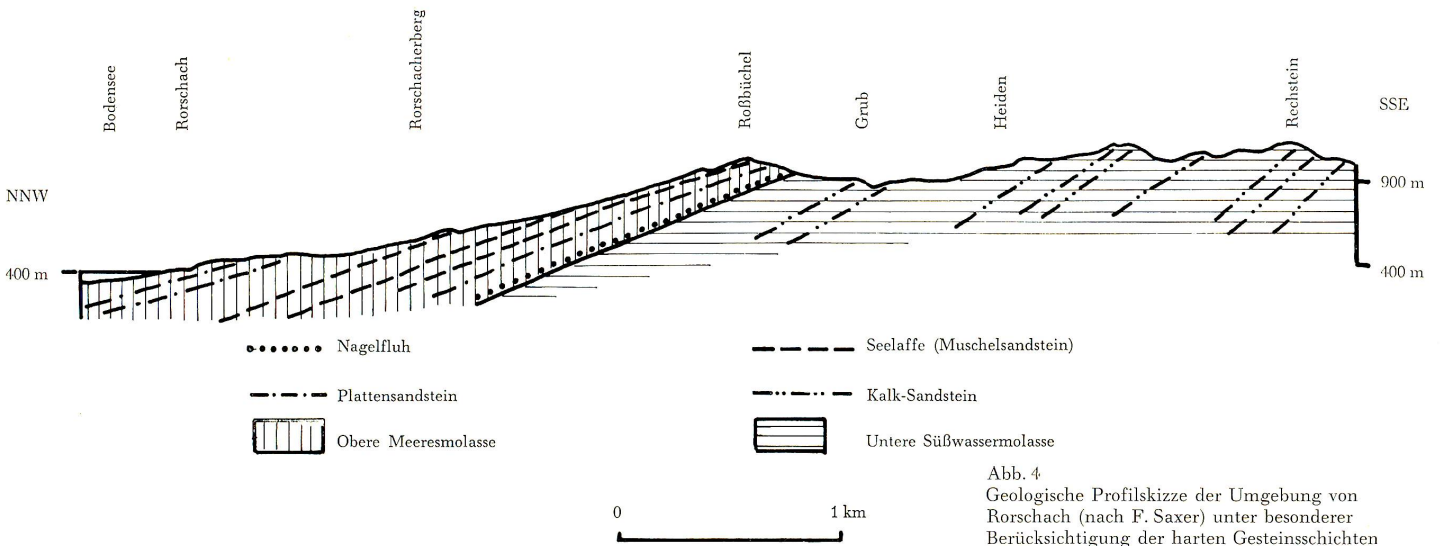 Bodensee
Rorschach
Rorschacherberg
Roßbüchel
Grub
Heiden
Rechstein
SSE
NNW
900 m
400 m
400 m
Nagelfluh
Seelaffe (Muschelsandstein)
Plattensandstein
Kalk-Sandstein
Obere Meeresmolasse
Untere Süßwassermolasse
Abb. 4
Geologische Profilskizze der Umgebung von
Rorschach (nach F. Saxer) unter besonderer
Berücksichtigung der harten Gesteinsschichten
0
1 km